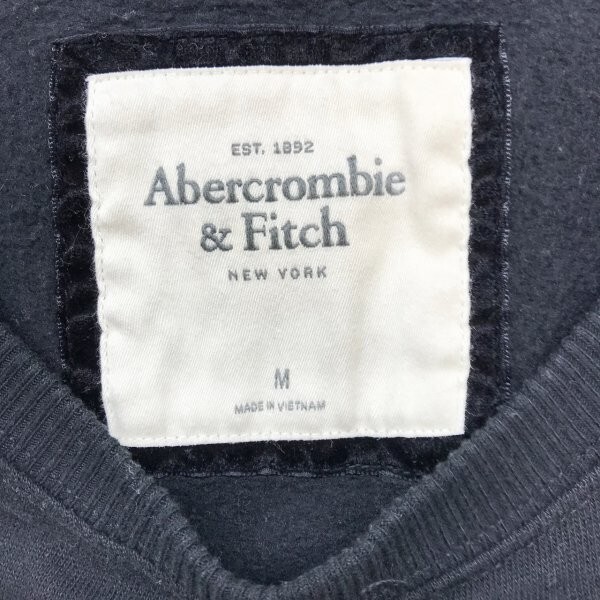 EST. 1892
Abercrombie
& Fitch
NEW YORK
M
MADE IN VIETNAM